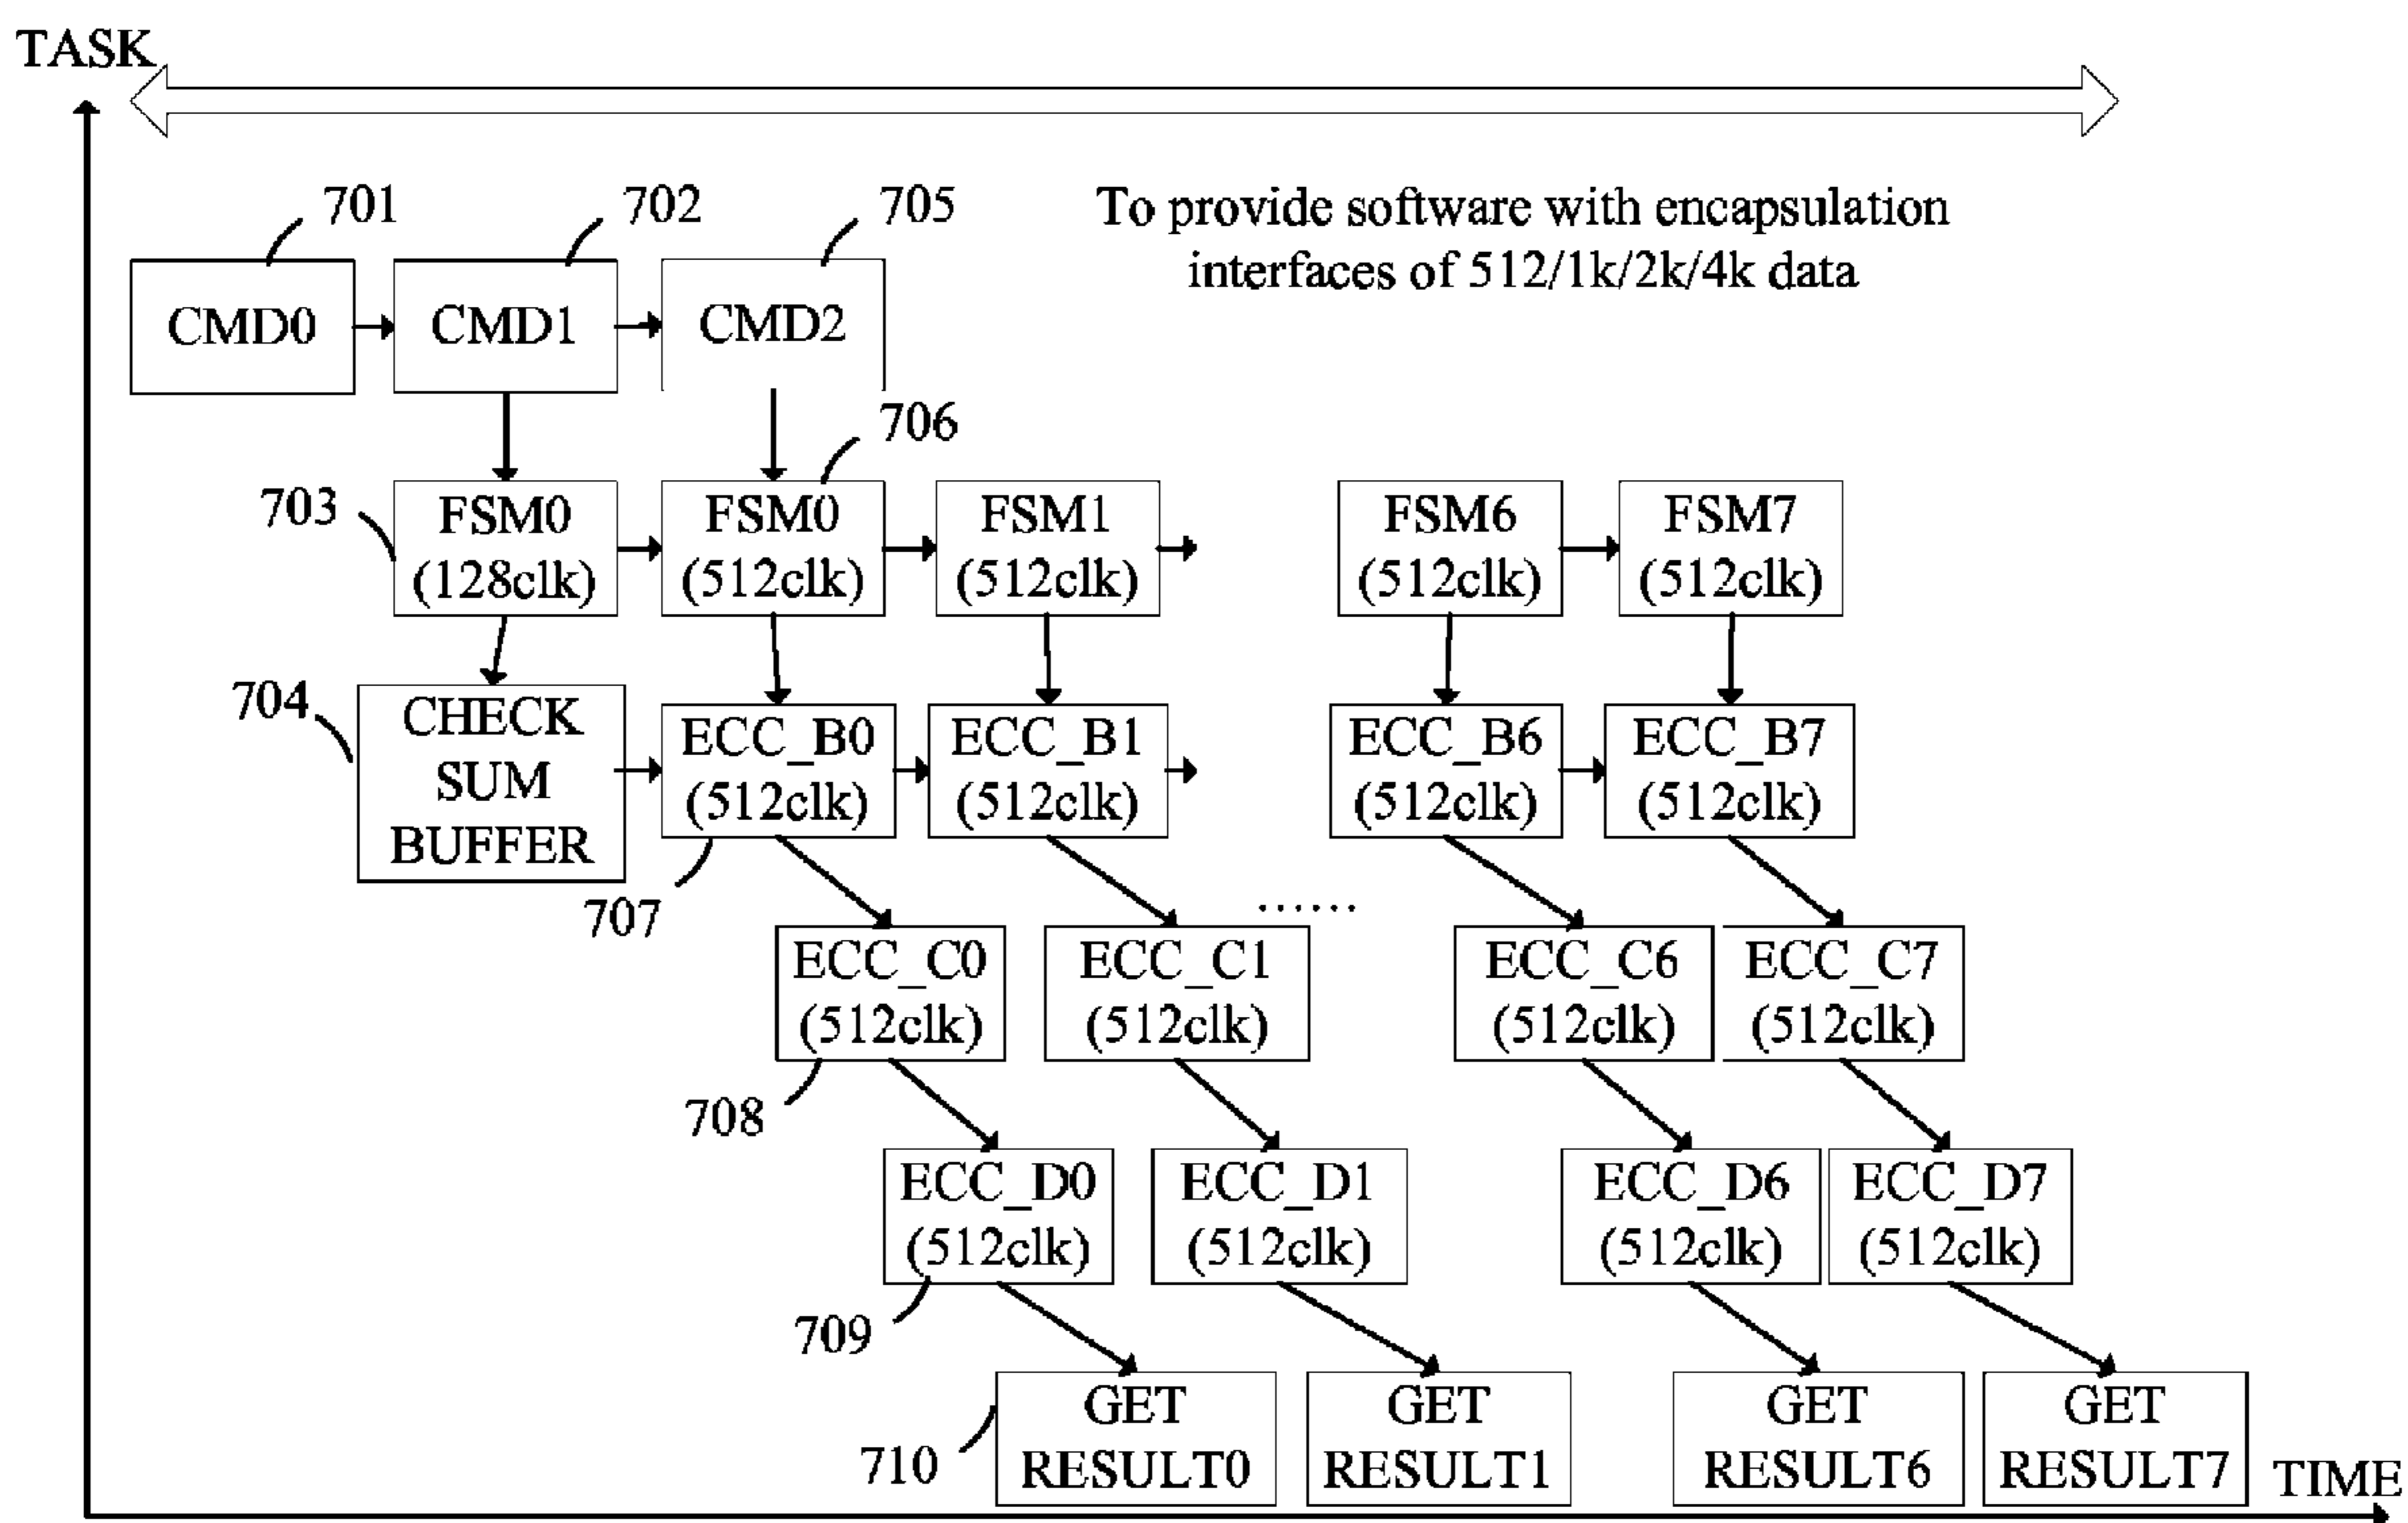 TASK
701
702
705
To provide software with encapsulation
interfaces of 512/1k/2k/4k data
CMD0
CMD1
CMD2
706
703
FSM0
(128clk)
FSM0
(512clk)
FSM1
(512clk)
FSM6
(512clk)
FSM7
(512clk)
704
CHECK
SUM
BUFFER
ECC_B0
(512clk)
ECC_B1
(512clk)
ECC_B6
(512clk)
ECC_B7
(512clk)
707
......
ECC_C0
(512clk)
ECC_C1
(512clk)
ECC_C6
(512clk)
ECC_C7
(512clk)
708
ECC_D0
(512clk)
ECC_D1
(512clk)
ECC_D6
(512clk)
ECC_D7
(512clk)
709
710
GET
RESULT0
GET
RESULT1
GET
RESULT6
GET
RESULT7
TIME